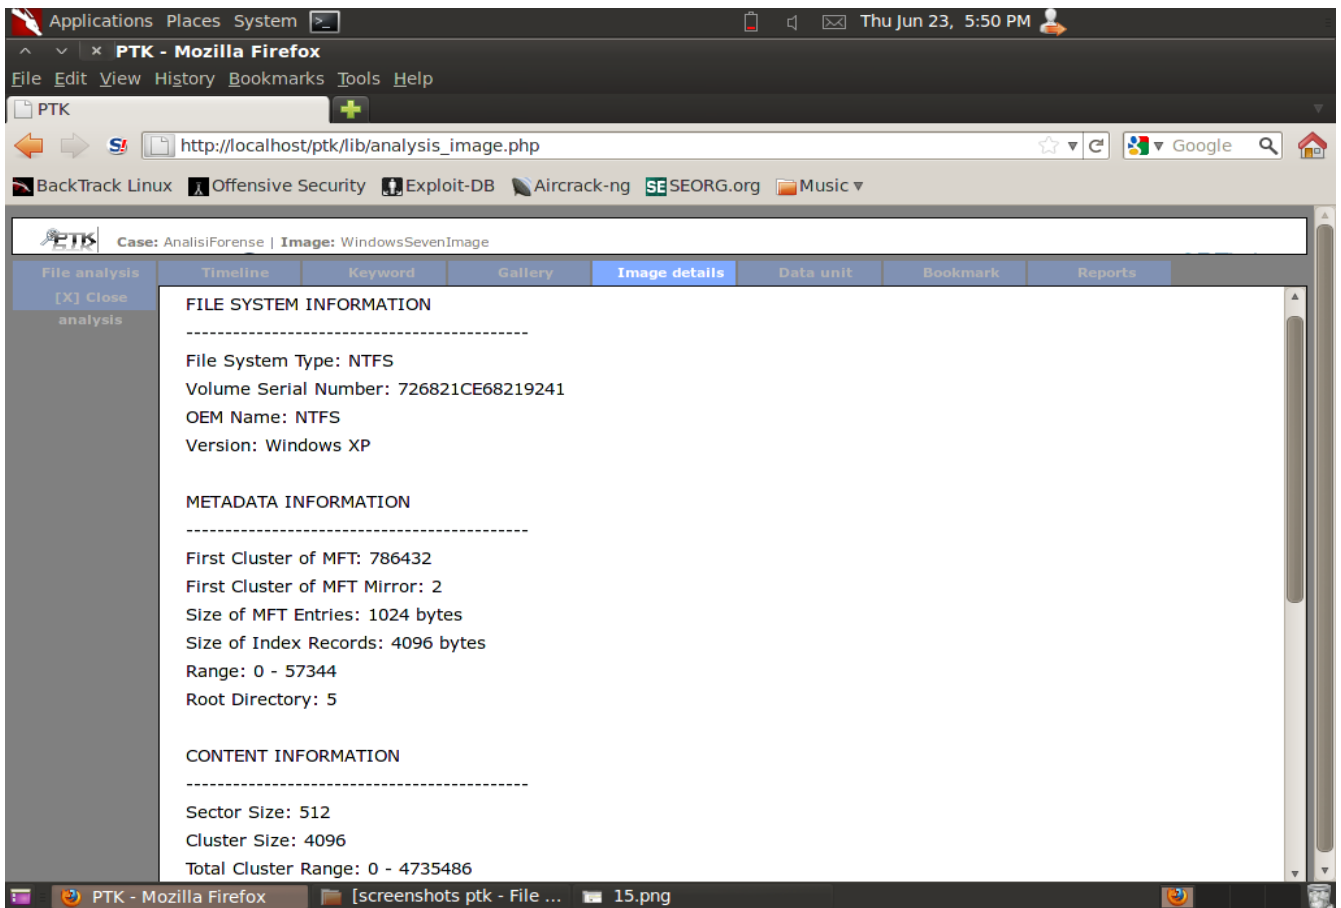 Applications Places System Thu Jun 23, 5:50 PM
PTK - Mozilla Firefox
File Edit View History Bookmarks Tools Help
PTK
S! http://localhost/ptk/lib/analysis_image.php Google
BackTrack Linux Offensive Security Exploit-DB Aircrack-ng SE SEORG.org Music
PTK Case: AnalisiForense | Image: WindowsSevenImage
File analysis Timeline Keyword Gallery Image details Data unit Bookmark Reports
[X] Close
analysis
FILE SYSTEM INFORMATION
--------------------------------------------
File System Type: NTFS
Volume Serial Number: 726821CE68219241
OEM Name: NTFS
Version: Windows XP
METADATA INFORMATION
--------------------------------------------
First Cluster of MFT: 786432
First Cluster of MFT Mirror: 2
Size of MFT Entries: 1024 bytes
Size of Index Records: 4096 bytes
Range: 0 - 57344
Root Directory: 5
CONTENT INFORMATION
--------------------------------------------
Sector Size: 512
Cluster Size: 4096
Total Cluster Range: 0 - 4735486
PTK - Mozilla Firefox [screenshots ptk - File ... 15.png